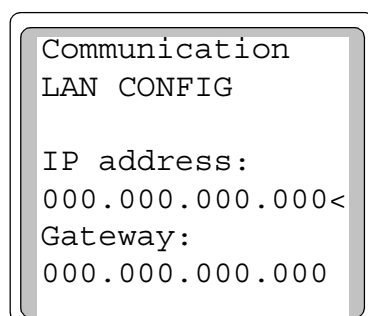 Communication
LAN CONFIG
IP address:
000.000.000.000<
Gateway:
000.000.000.000